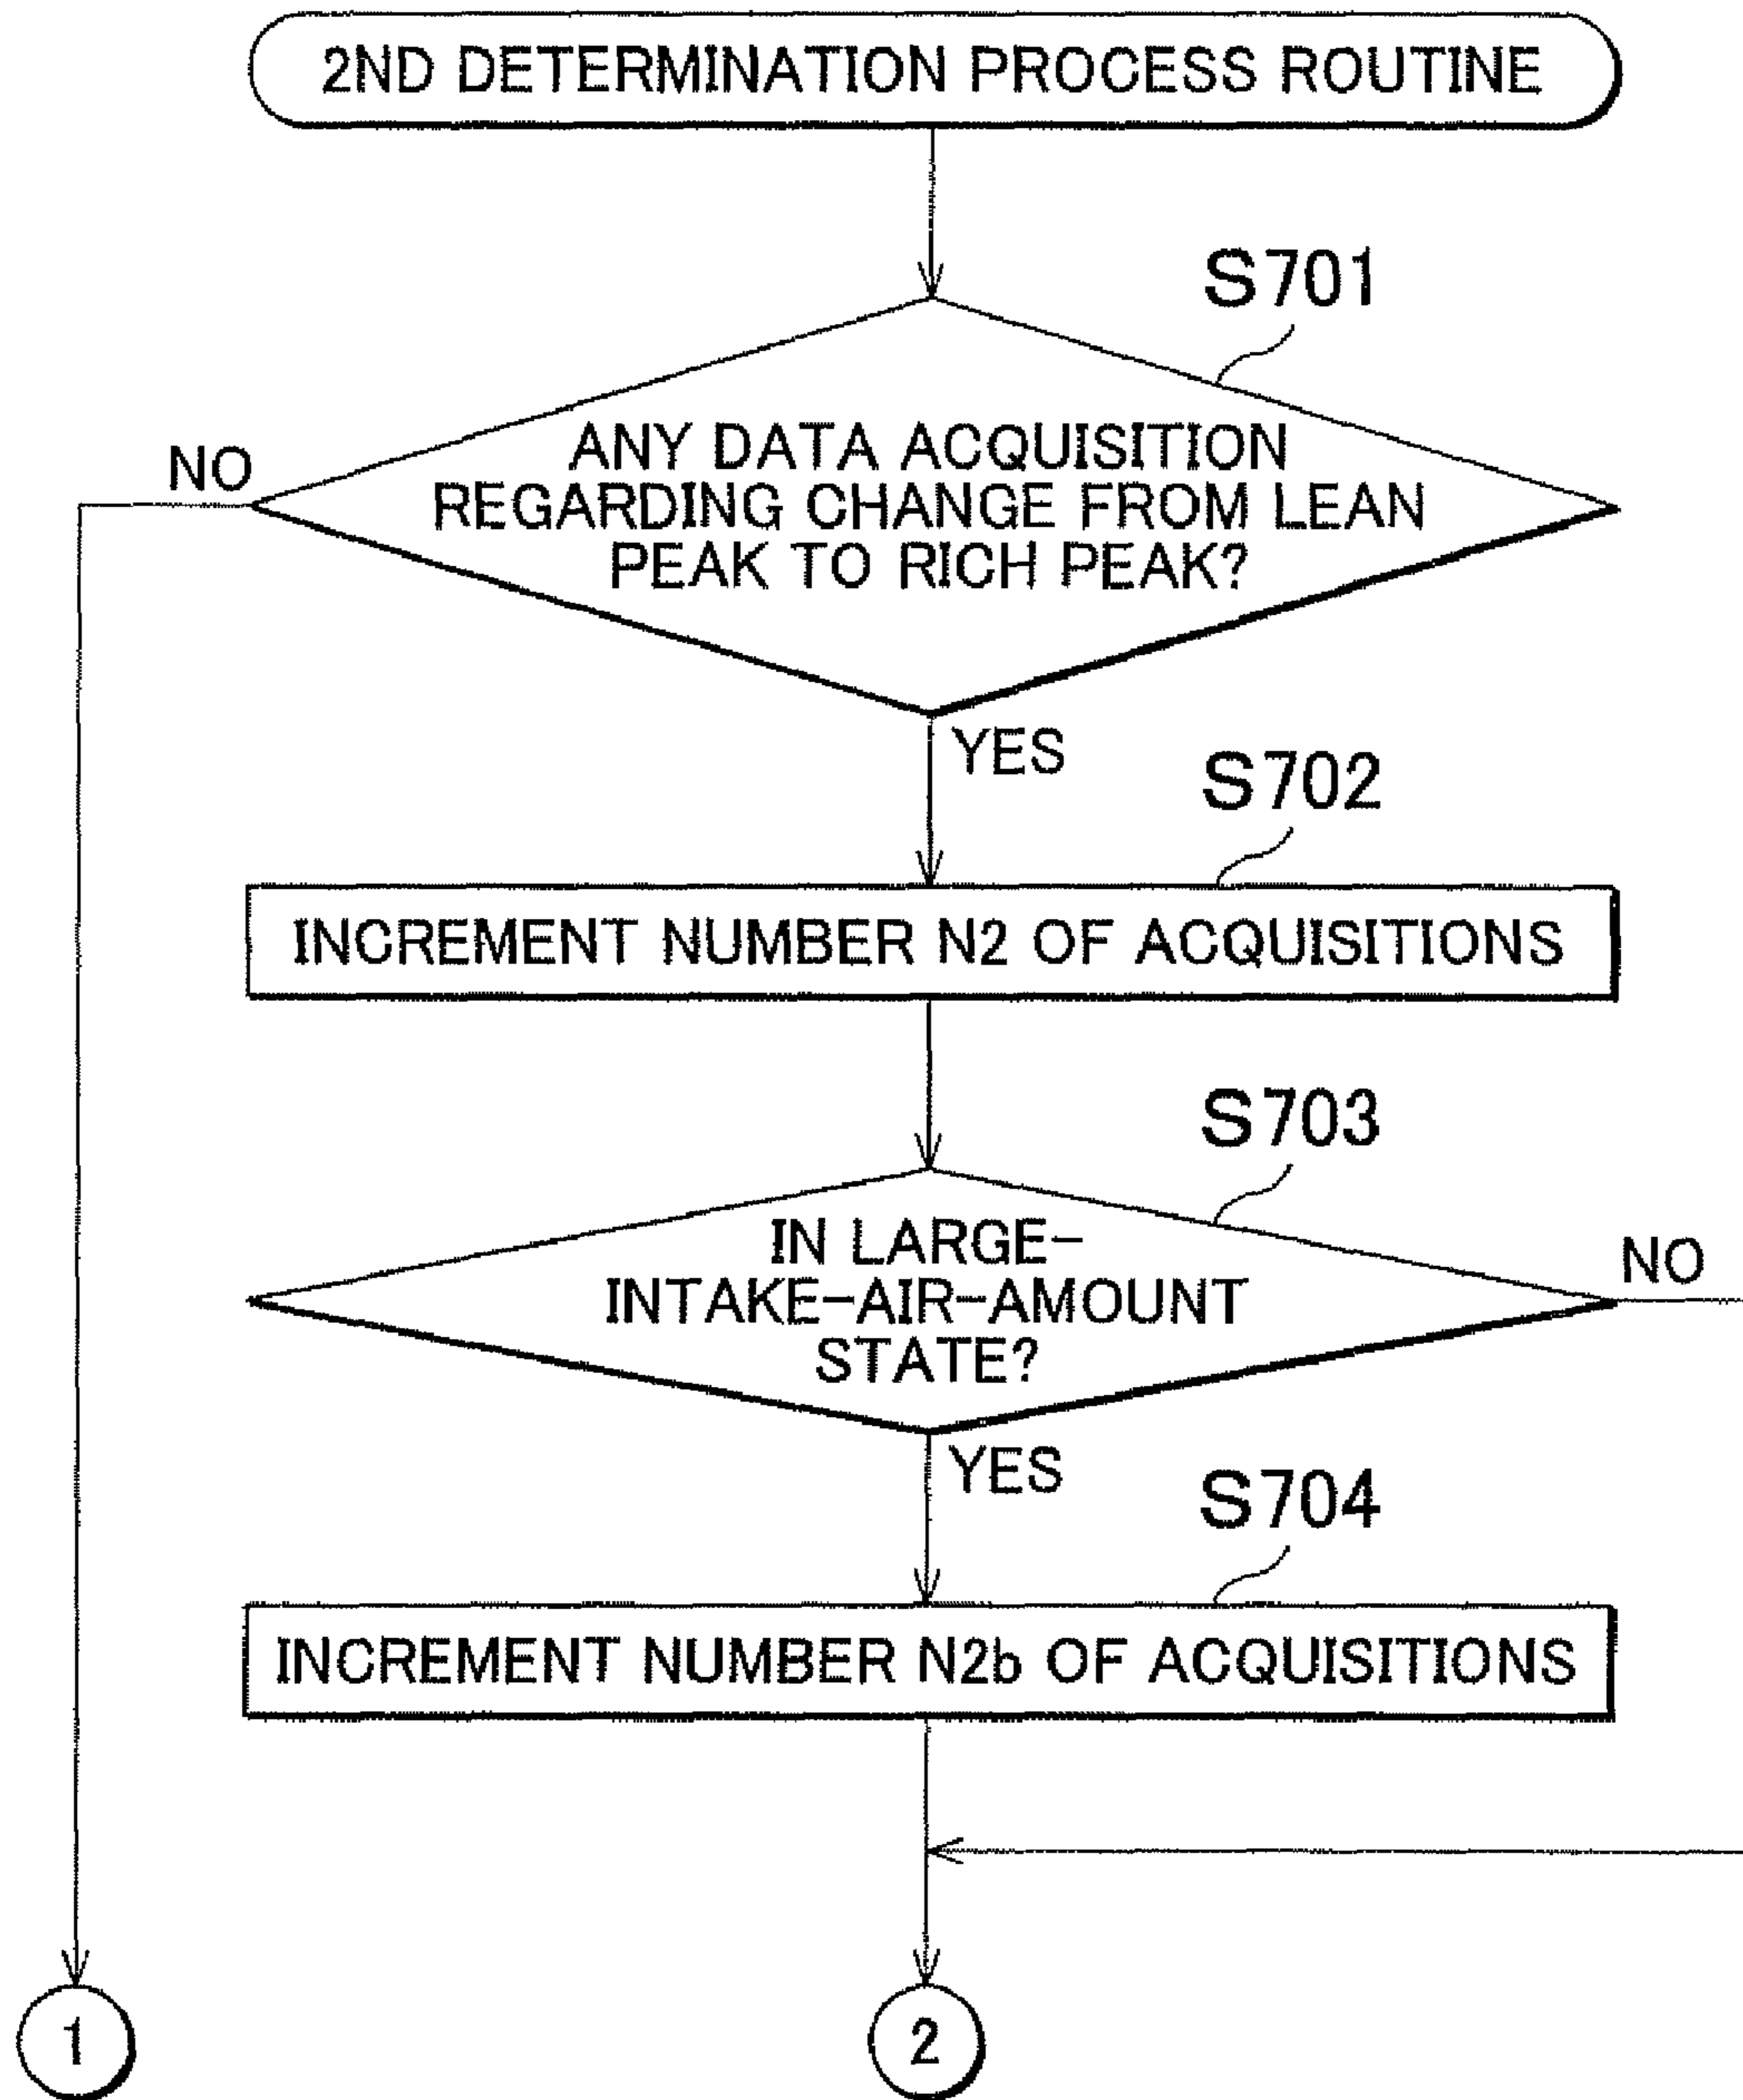 2ND DETERMINATION PROCESS ROUTINE
S701
NO
ANY DATA ACQUISITION
REGARDING CHANGE FROM LEAN
PEAK TO RICH PEAK?
YES
S702
INCREMENT NUMBER N2 OF ACQUISITIONS
S703
IN LARGE-
INTAKE-AIR-AMOUNT
STATE?
NO
YES
S704
INCREMENT NUMBER N2b OF ACQUISITIONS
1
2